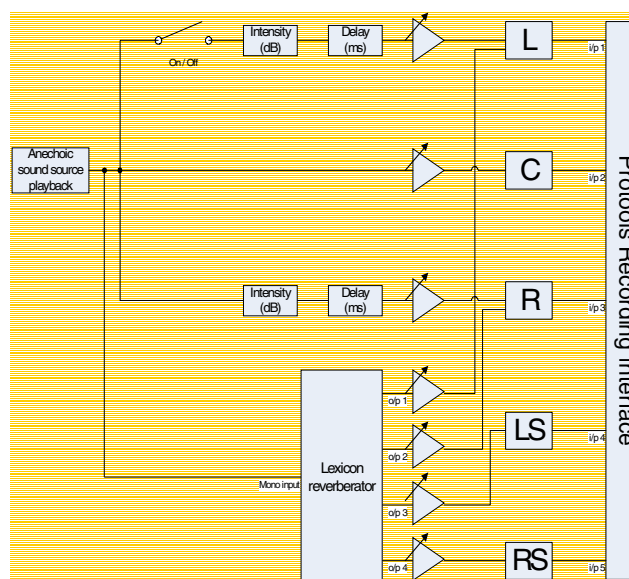 Intensity
(dB)
Delay
(ms)
L
i/p 1
On / Off
Anechoic
sound source
playback
C
i/p 2
Intensity
(dB)
Delay
(ms)
R
i/p 3
Protools Recording Interface
o/p 1
LS
i/p 4
o/p 2
Lexicon
reverberator
Mono input
o/p 3
o/p 4
RS
i/p 5